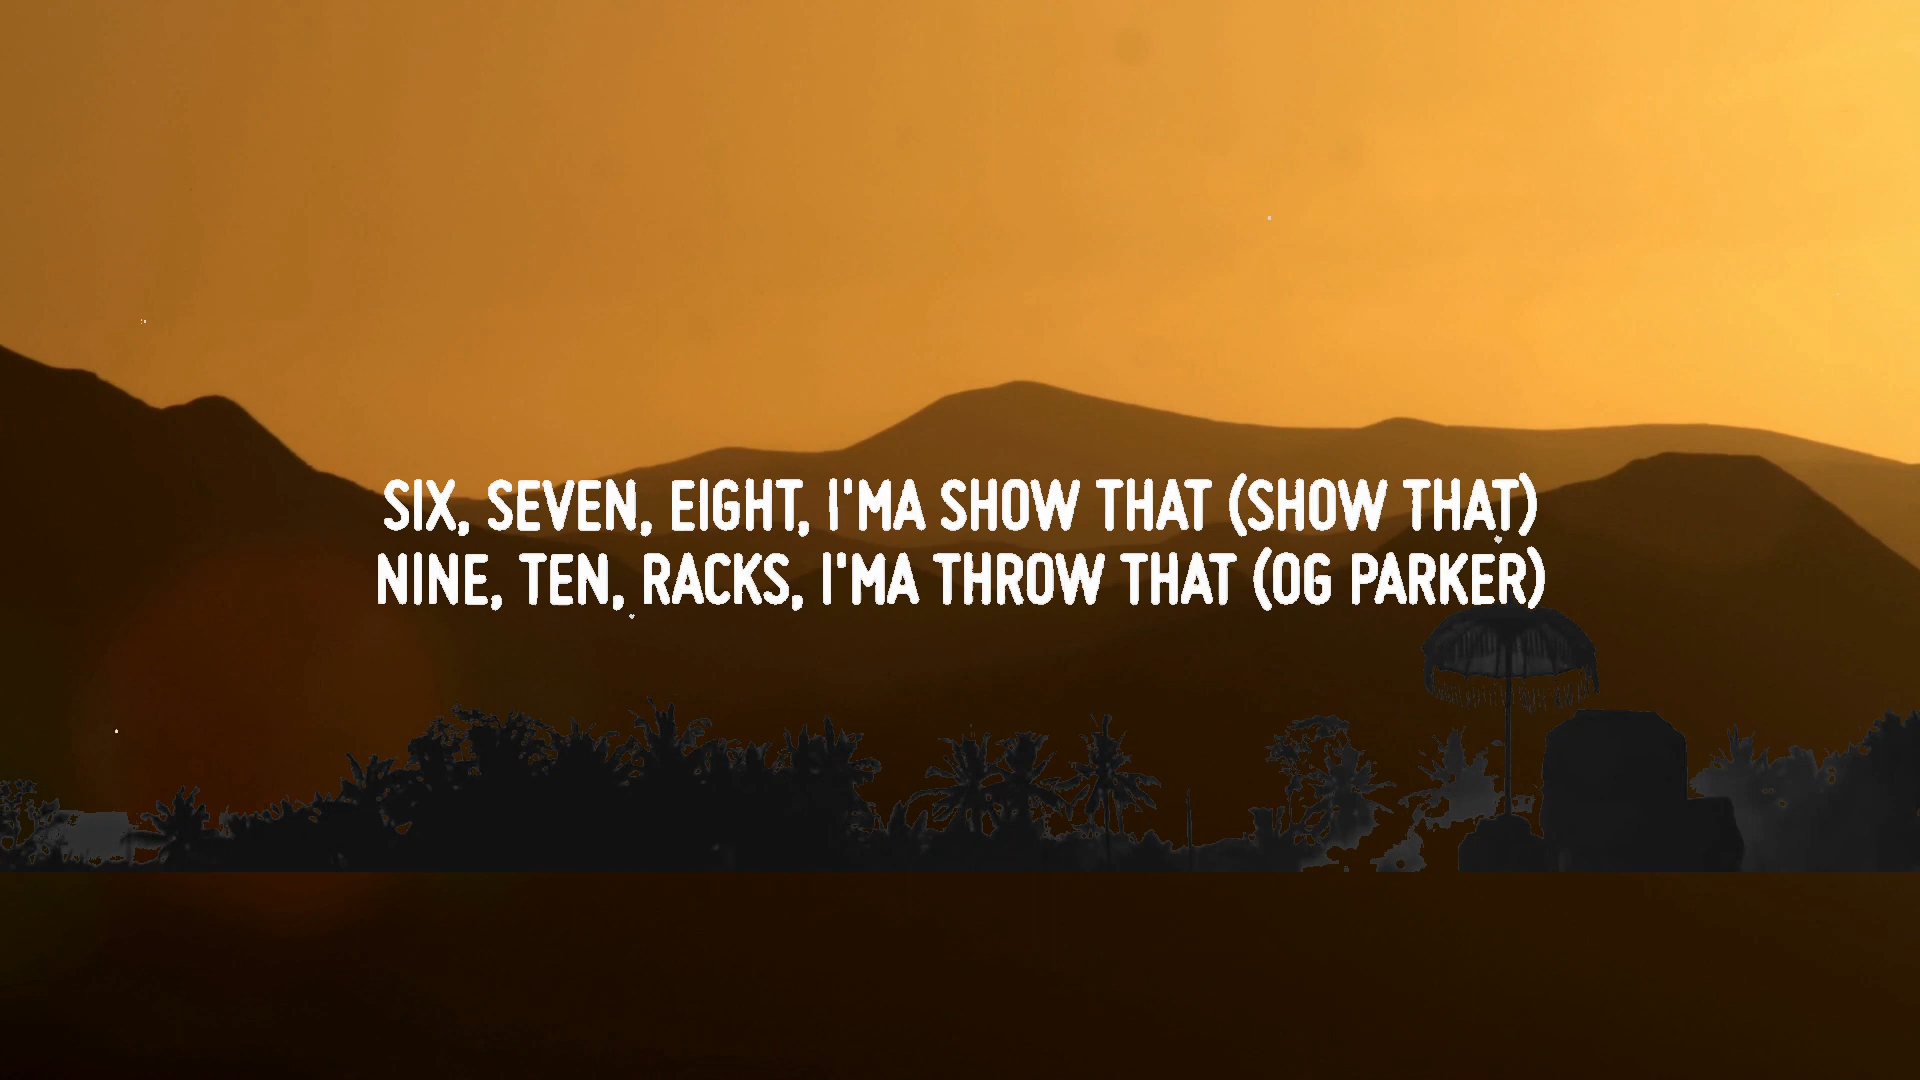 SIX, SEVEN, EIGHT, I'MA SHOW THAT (SHOW THAT)
NINE, TEN, RACKS, I'MA THROW THAT (OG PARKER)